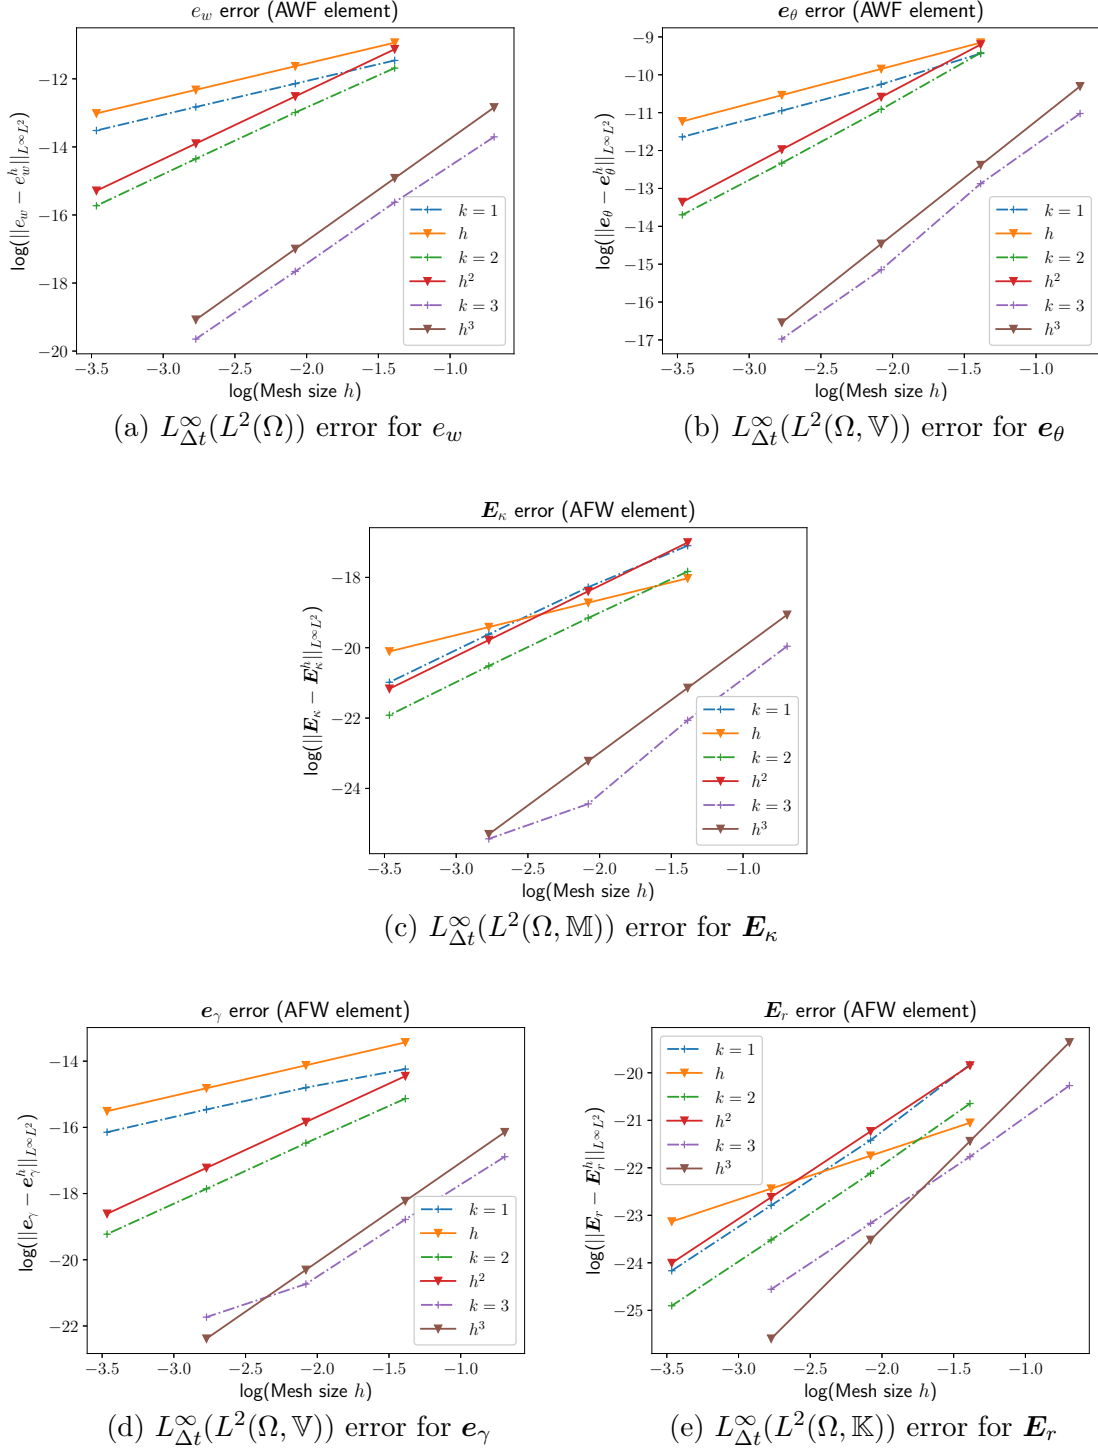 e_w error (AWF element)
log(||e_w − e_w^h||_{L^∞L^2})
−12
−14
−16
−18
−20
k = 1
h
k = 2
h^2
k = 3
h^3
−3.5 −3.0 −2.5 −2.0 −1.5 −1.0
log(Mesh size h)
(a) L^∞_{Δt}(L^2(Ω)) error for e_w
e_θ error (AWF element)
log(||e_θ − e_θ^h||_{L^∞L^2})
−9
−10
−11
−12
−13
−14
−15
−16
−17
k = 1
h
k = 2
h^2
k = 3
h^3
−3.5 −3.0 −2.5 −2.0 −1.5 −1.0
log(Mesh size h)
(b) L^∞_{Δt}(L^2(Ω, 𝕍)) error for e_θ
E_κ error (AFW element)
log(||E_κ − E_κ^h||_{L^∞L^2})
−18
−20
−22
−24
k = 1
h
k = 2
h^2
k = 3
h^3
−3.5 −3.0 −2.5 −2.0 −1.5 −1.0
log(Mesh size h)
(c) L^∞_{Δt}(L^2(Ω, 𝕄)) error for E_κ
e_γ error (AFW element)
log(||e_γ − e_γ^h||_{L^∞L^2})
−14
−16
−18
−20
−22
k = 1
h
k = 2
h^2
k = 3
h^3
−3.5 −3.0 −2.5 −2.0 −1.5 −1.0
log(Mesh size h)
(d) L^∞_{Δt}(L^2(Ω, 𝕍)) error for e_γ
E_r error (AFW element)
log(||E_r − E_r^h||_{L^∞L^2})
−20
−21
−22
−23
−24
−25
k = 1
h
k = 2
h^2
k = 3
h^3
−3.5 −3.0 −2.5 −2.0 −1.5 −1.0
log(Mesh size h)
(e) L^∞_{Δt}(L^2(Ω, 𝕂)) error for E_r